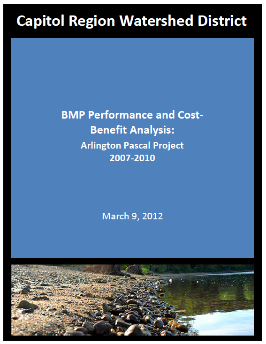 Capitol Region Watershed District
BMP Performance and Cost-
Benefit Analysis:
Arlington Pascal Project
2007-2010
March 9, 2012